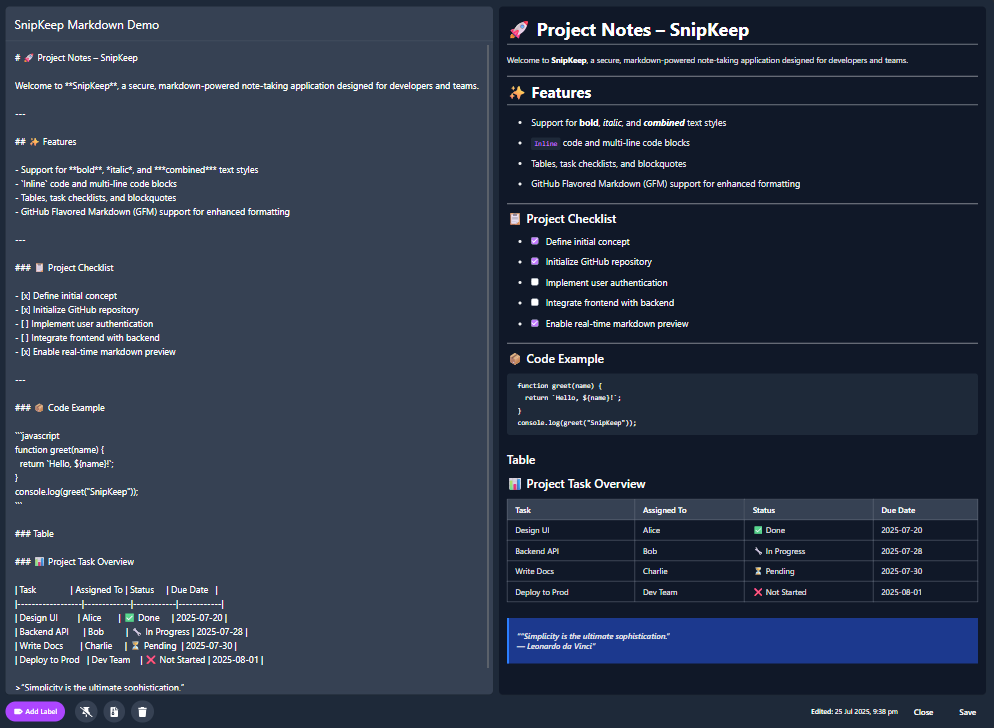 SnipKeep Markdown Demo
# 🚀 Project Notes – SnipKeep
Welcome to **SnipKeep**, a secure, markdown-powered note-taking application designed for developers and teams.
---
## ✨ Features
- Support for **bold**, *italic*, and ***combined*** text styles
- `Inline` code and multi-line code blocks
- Tables, task checklists, and blockquotes
- GitHub Flavored Markdown (GFM) support for enhanced formatting
---
### 📋 Project Checklist
- [x] Define initial concept
- [x] Initialize GitHub repository
- [ ] Implement user authentication
- [ ] Integrate frontend with backend
- [x] Enable real-time markdown preview
---
### 📦 Code Example
```javascript
function greet(name) {
  return `Hello, ${name}!`;
}
console.log(greet("SnipKeep"));
```
### Table
### 📊 Project Task Overview
| Task | Assigned To | Status | Due Date |
|-----------------|-------------|-----------|------------|
| Design UI | Alice | ✅ Done | 2025-07-20 |
| Backend API | Bob | 🔧 In Progress | 2025-07-28 |
| Write Docs | Charlie | ⏳ Pending | 2025-07-30 |
| Deploy to Prod | Dev Team | ❌ Not Started | 2025-08-01 |
>"Simplicity is the ultimate sophistication."
🚀 Project Notes – SnipKeep
Welcome to SnipKeep, a secure, markdown-powered note-taking application designed for developers and teams.
✨ Features
• Support for bold, italic, and combined text styles
• Inline code and multi-line code blocks
• Tables, task checklists, and blockquotes
• GitHub Flavored Markdown (GFM) support for enhanced formatting
📋 Project Checklist
• Define initial concept
• Initialize GitHub repository
• Implement user authentication
• Integrate frontend with backend
• Enable real-time markdown preview
📦 Code Example
function greet(name) {
  return `Hello, ${name}!`;
}
console.log(greet("SnipKeep"));
Table
📊 Project Task Overview
Task Assigned To Status Due Date
Design UI Alice ✅ Done 2025-07-20
Backend API Bob 🔧 In Progress 2025-07-28
Write Docs Charlie ⏳ Pending 2025-07-30
Deploy to Prod Dev Team ❌ Not Started 2025-08-01
""Simplicity is the ultimate sophistication."
— Leonardo da Vinci"
Add Label
Edited: 25 Jul 2025, 9:38 pm Close Save